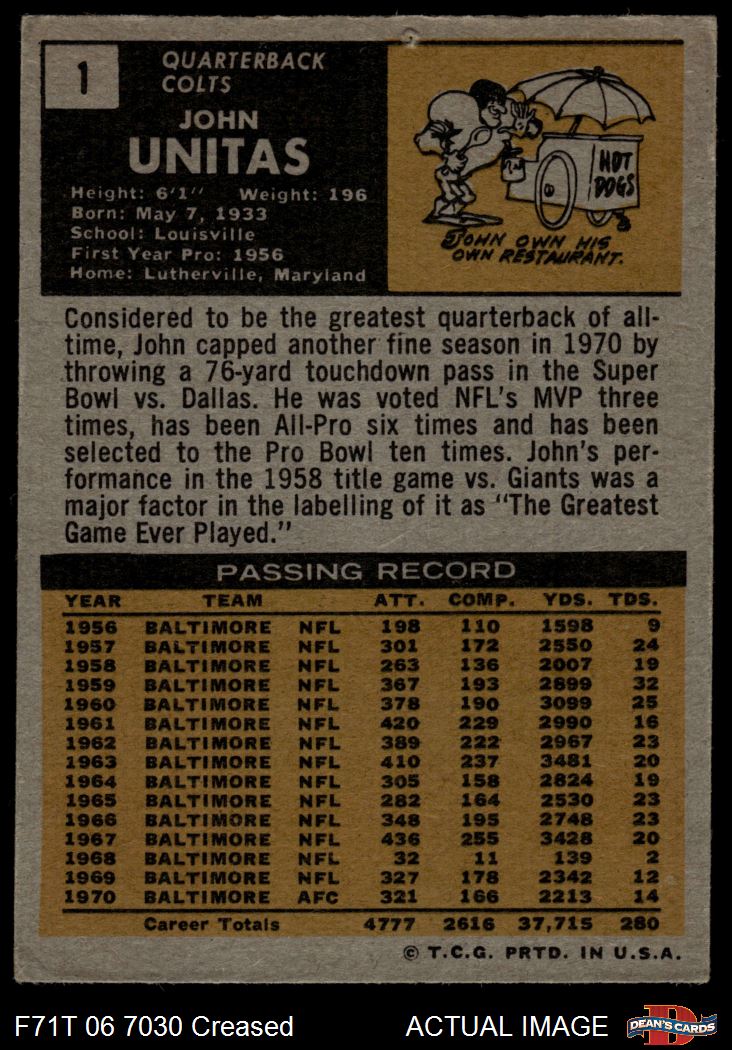 1
QUARTERBACK
COLTS
JOHN
UNITAS
Height: 6'1" Weight: 196
Born: May 7, 1933
School: Louisville
First Year Pro: 1956
Home: Lutherville, Maryland
HOT
DOGS
JOHN OWN HIS
OWN RESTAURANT.
Considered to be the greatest quarterback of all-
time, John capped another fine season in 1970 by
throwing a 76-yard touchdown pass in the Super
Bowl vs. Dallas. He was voted NFL's MVP three
times, has been All-Pro six times and has been
selected to the Pro Bowl ten times. John's per-
formance in the 1958 title game vs. Giants was a
major factor in the labelling of it as "The Greatest
Game Ever Played."
PASSING RECORD
YEAR TEAM ATT. COMP. YDS. TDS.
1956 BALTIMORE NFL 198 110 1598 9
1957 BALTIMORE NFL 301 172 2550 24
1958 BALTIMORE NFL 263 136 2007 19
1959 BALTIMORE NFL 367 193 2899 32
1960 BALTIMORE NFL 378 190 3099 25
1961 BALTIMORE NFL 420 229 2990 16
1962 BALTIMORE NFL 389 222 2967 23
1963 BALTIMORE NFL 410 237 3481 20
1964 BALTIMORE NFL 305 158 2824 19
1965 BALTIMORE NFL 282 164 2530 23
1966 BALTIMORE NFL 348 195 2748 23
1967 BALTIMORE NFL 436 255 3428 20
1968 BALTIMORE NFL 32 11 139 2
1969 BALTIMORE NFL 327 178 2342 12
1970 BALTIMORE AFC 321 166 2213 14
Career Totals 4777 2616 37,715 280
© T.C.G. PRTD. IN U.S.A.
F71T 06 7030 Creased ACTUAL IMAGE DEAN'S CARDS